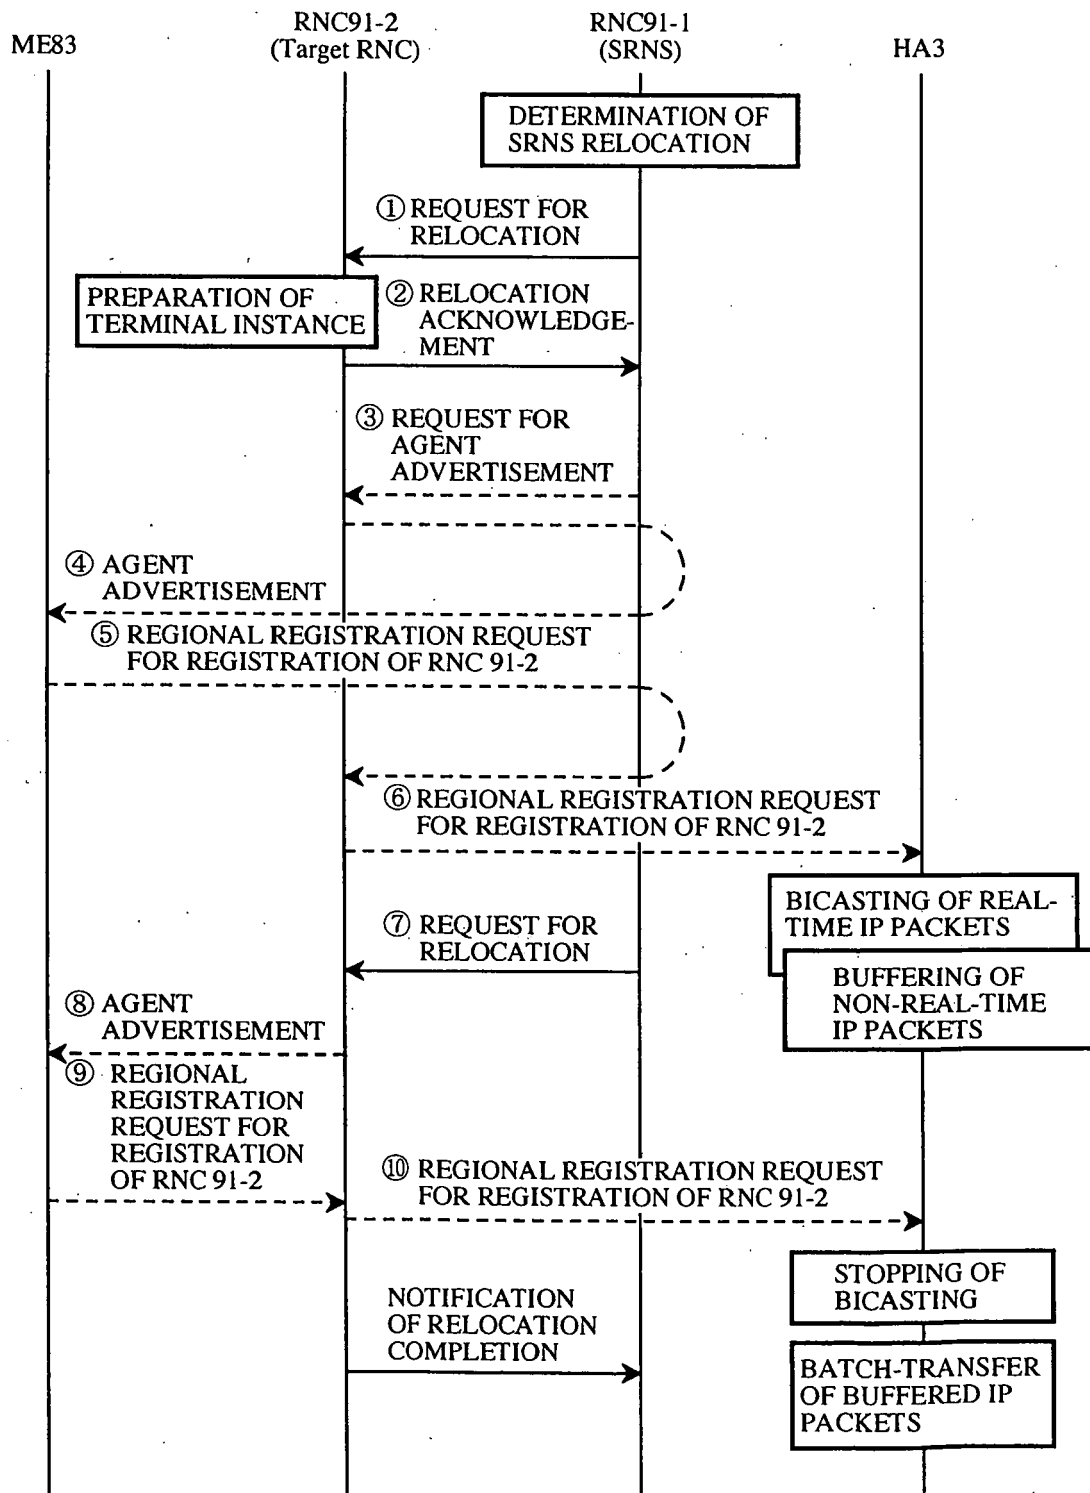 ME83
RNC91-2
(Target RNC)
RNC91-1
(SRNS)
HA3
DETERMINATION OF
SRNS RELOCATION
① REQUEST FOR
RELOCATION
PREPARATION OF
TERMINAL INSTANCE
② RELOCATION
ACKNOWLEDGE-
MENT
③ REQUEST FOR
AGENT
ADVERTISEMENT
④ AGENT
ADVERTISEMENT
⑤ REGIONAL REGISTRATION REQUEST
FOR REGISTRATION OF RNC 91-2
⑥ REGIONAL REGISTRATION REQUEST
FOR REGISTRATION OF RNC 91-2
BICASTING OF REAL-
TIME IP PACKETS
⑦ REQUEST FOR
RELOCATION
BUFFERING OF
NON-REAL-TIME
IP PACKETS
⑧ AGENT
ADVERTISEMENT
⑨ REGIONAL
REGISTRATION
REQUEST FOR
REGISTRATION
OF RNC 91-2
⑩ REGIONAL REGISTRATION REQUEST
FOR REGISTRATION OF RNC 91-2
STOPPING OF
BICASTING
NOTIFICATION
OF RELOCATION
COMPLETION
BATCH-TRANSFER
OF BUFFERED IP
PACKETS